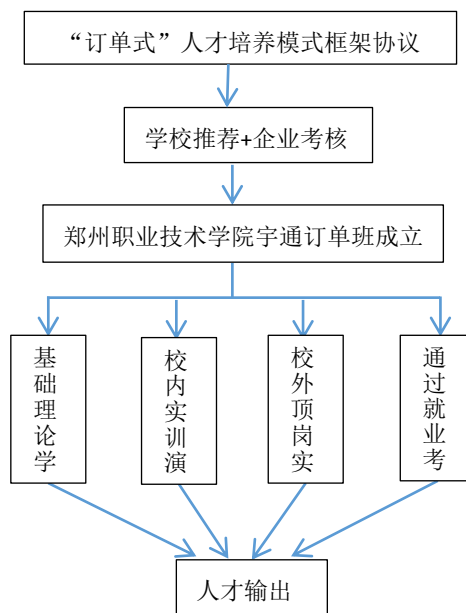 “订单式”人才培养模式框架协议
学校推荐+企业考核
郑州职业技术学院宇通订单班成立
基础理论学
校内实训演
校外顶岗实
通过就业考
人才输出